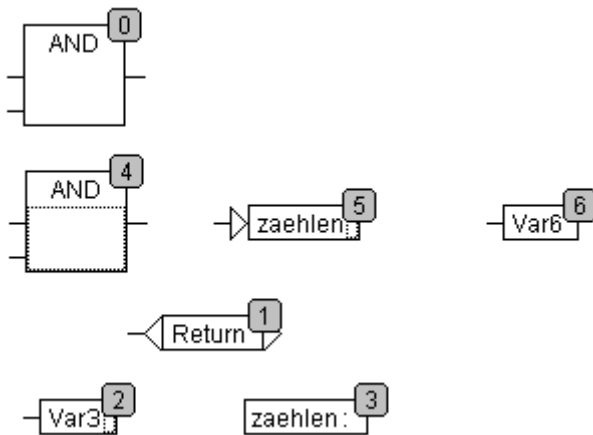 0
AND
4
AND
5
zaehlen
6
Var6
1
Return
2
Var3
3
zaehlen: